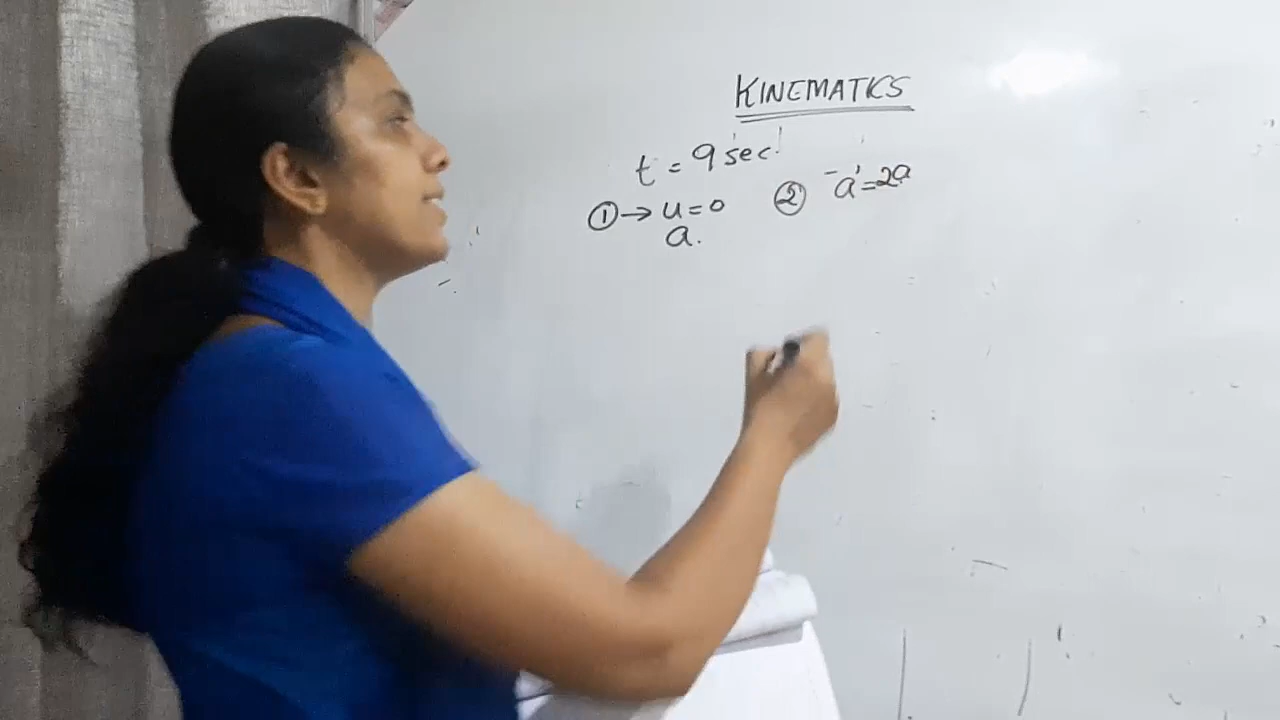 KINEMATICS
t = 9 sec
① → u = 0 ② -a' = 2a
a.